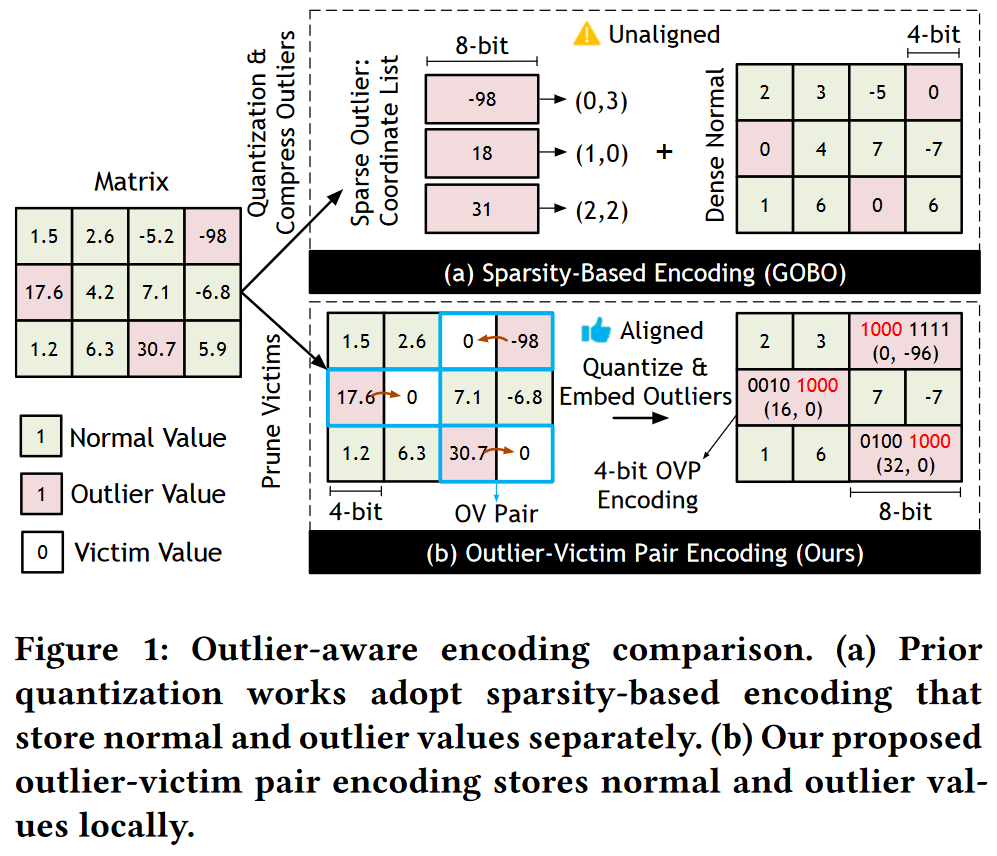 Matrix
1.5 2.6 -5.2 -98
17.6 4.2 7.1 -6.8
1.2 6.3 30.7 5.9
1 Normal Value
1 Outlier Value
0 Victim Value
Quantization &
Compress Outliers
Prune Victims
Sparse Outlier:
Coordinate List
8-bit
-98 (0,3)
18 (1,0)
31 (2,2)
+
Unaligned
4-bit
Dense Normal
2 3 -5 0
0 4 7 -7
1 6 0 6
(a) Sparsity-Based Encoding (GOBO)
1.5 2.6 0 -98
17.6 0 7.1 -6.8
1.2 6.3 30.7 0
4-bit
OV Pair
Aligned
Quantize &
Embed Outliers
4-bit OVP
Encoding
2 3 1000 1111
(0, -96)
0010 1000
(16, 0)
7 -7
1 6 0100 1000
(32, 0)
8-bit
(b) Outlier-Victim Pair Encoding (Ours)
Figure 1: Outlier-aware encoding comparison. (a) Prior
quantization works adopt sparsity-based encoding that
store normal and outlier values separately. (b) Our proposed
outlier-victim pair encoding stores normal and outlier val-
ues locally.